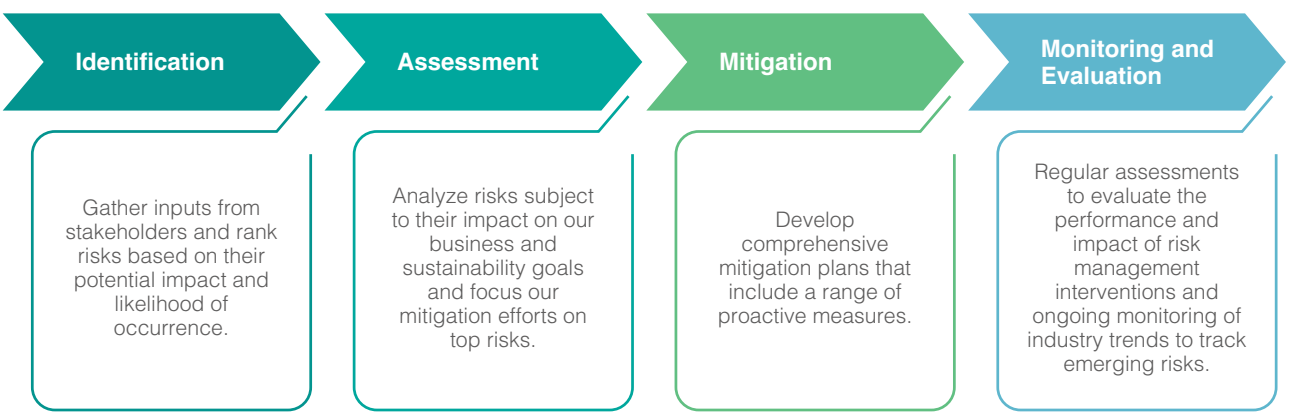 Identification
Gather inputs from
stakeholders and rank
risks based on their
potential impact and
likelihood of
occurrence.
Assessment
Analyze risks subject
to their impact on our
business and
sustainability goals
and focus our
mitigation efforts on
top risks.
Mitigation
Develop
comprehensive
mitigation plans that
include a range of
proactive measures.
Monitoring and
Evaluation
Regular assessments
to evaluate the
performance and
impact of risk
management
interventions and
ongoing monitoring of
industry trends to track
emerging risks.